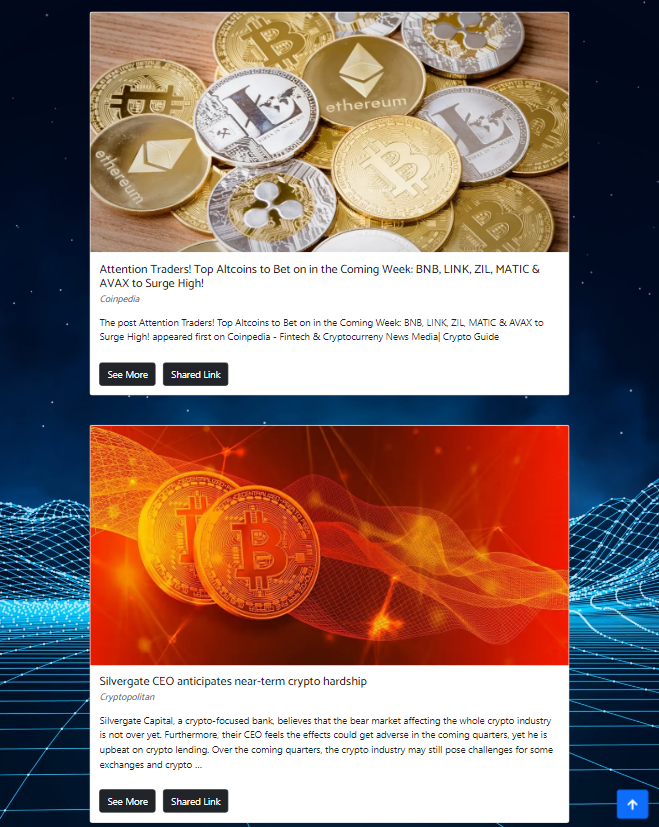 ethereum
ethereum
Attention Traders! Top Altcoins to Bet on in the Coming Week: BNB, LINK, ZIL, MATIC &
AVAX to Surge High!
Coinpedia
The post Attention Traders! Top Altcoins to Bet on in the Coming Week: BNB, LINK, ZIL, MATIC & AVAX to
Surge High! appeared first on Coinpedia - Fintech & Cryptocurreny News Media| Crypto Guide
See More
Shared Link
Silvergate CEO anticipates near-term crypto hardship
Cryptopolitan
Silvergate Capital, a crypto-focused bank, believes that the bear market affecting the whole crypto industry
is not over yet. Furthermore, their CEO feels the effects could get adverse in the coming quarters, yet he is
upbeat on crypto lending. Over the coming quarters, the crypto industry may still pose challenges for some
exchanges and crypto ...
See More
Shared Link